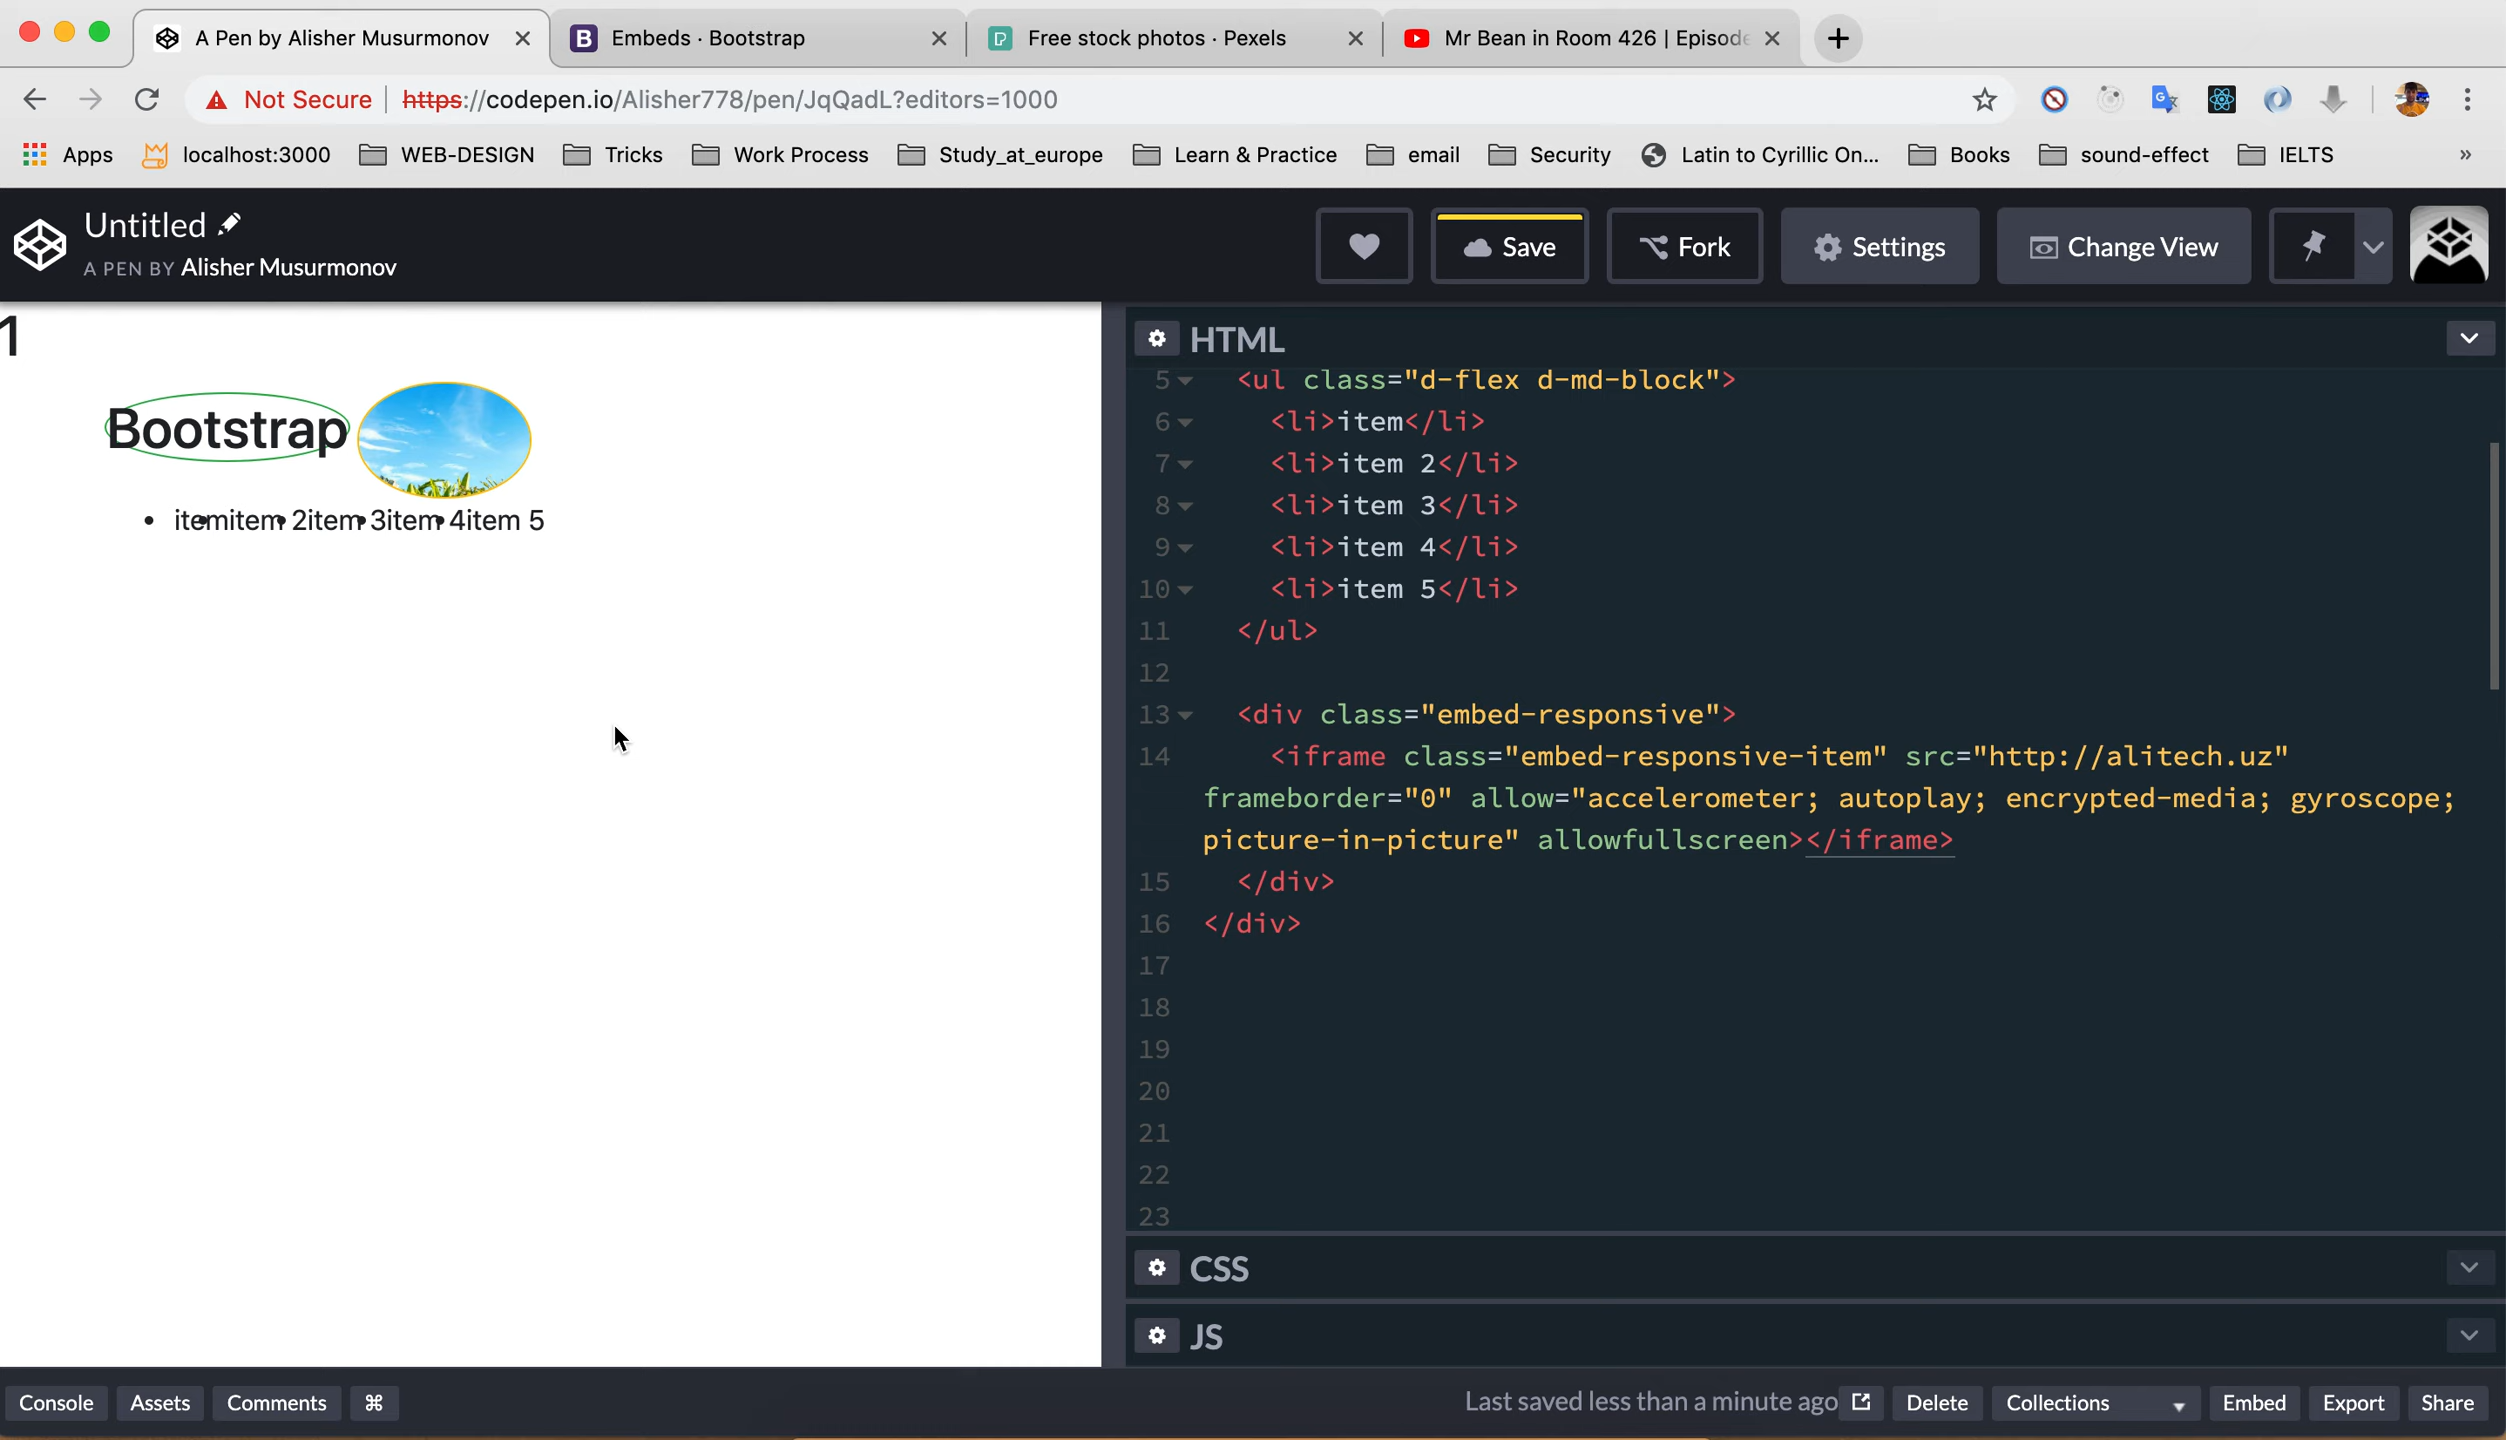 A Pen by Alisher Musurmonov
Embeds · Bootstrap
Free stock photos · Pexels
Mr Bean in Room 426 | Episode
Not Secure | https://codepen.io/Alisher778/pen/JqQadL?editors=1000
Apps localhost:3000 WEB-DESIGN Tricks Work Process Study_at_europe Learn & Practice email Security Latin to Cyrillic On... Books sound-effect IELTS »
Untitled
A PEN BY Alisher Musurmonov
Save Fork Settings Change View
1
Bootstrap
• itemitem 2item 3item 4item 5
HTML
5 <ul class="d-flex d-md-block">
6 <li>item</li>
7 <li>item 2</li>
8 <li>item 3</li>
9 <li>item 4</li>
10 <li>item 5</li>
11 </ul>
12
13 <div class="embed-responsive">
14 <iframe class="embed-responsive-item" src="http://alitech.uz"
frameborder="0" allow="accelerometer; autoplay; encrypted-media; gyroscope;
picture-in-picture" allowfullscreen></iframe>
15 </div>
16 </div>
17
18
19
20
21
22
23
CSS
JS
Console Assets Comments ⌘ Last saved less than a minute ago Delete Collections Embed Export Share